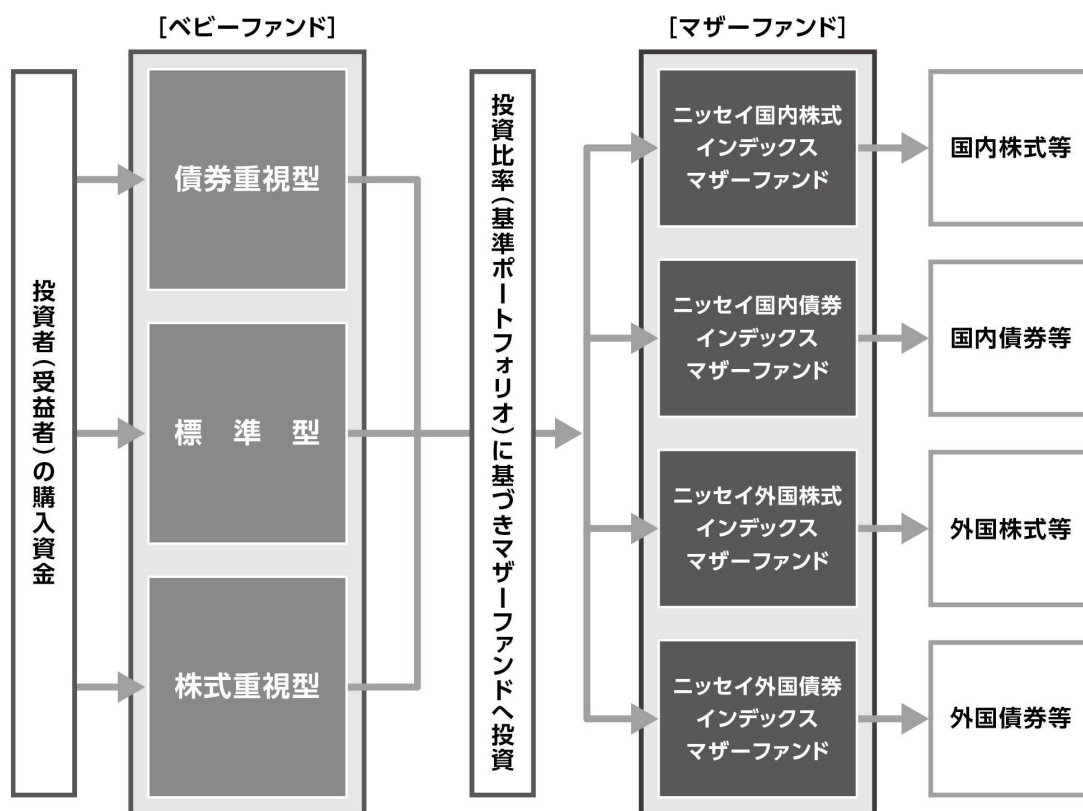 [ベビーファンド]
[マザーファンド]
投資者(受益者)の購入資金
債券重視型
標 準 型
株式重視型
投資比率(基準ポートフォリオ)に基づきマザーファンドへ投資
ニッセイ国内株式
インデックス
マザーファンド
国内株式等
ニッセイ国内債券
インデックス
マザーファンド
国内債券等
ニッセイ外国株式
インデックス
マザーファンド
外国株式等
ニッセイ外国債券
インデックス
マザーファンド
外国債券等